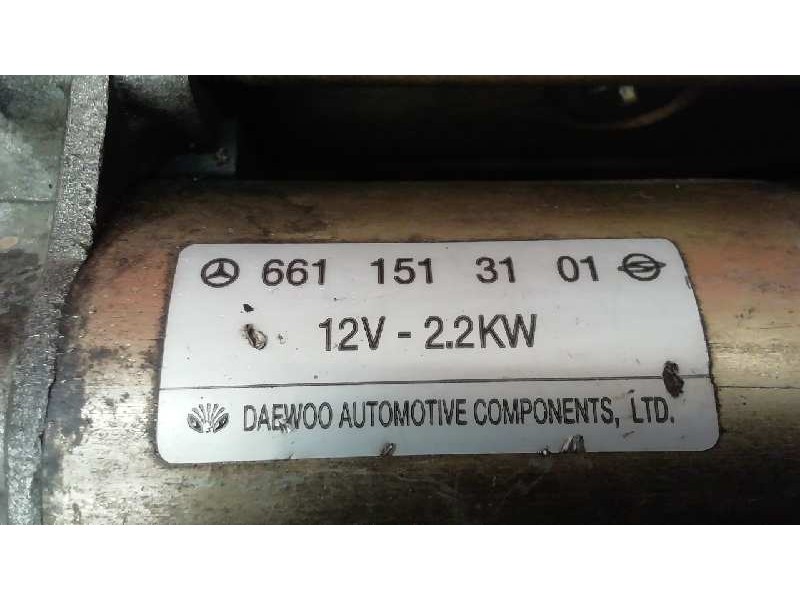 661 151 31 01
12V - 2.2KW
DAEWOO AUTOMOTIVE COMPONENTS, LTD.